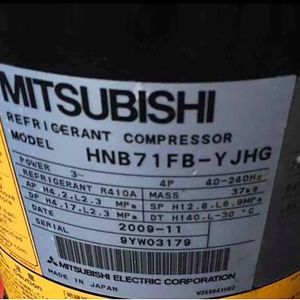 MITSUBISHI
REFRIGERANT COMPRESSOR
MODEL HNB71FB-YJHG
POWER 3~ 4P 40-240Hz
REFRIGERANT R410A MASS 37kg
AP H4.2,L2.3 MPa SP H12.6,L6.9MPa
DP H4.17,L2.3 MPa DT H140,L-30 °C
SERIAL 2009-11
9YW03179
MITSUBISHI ELECTRIC CORPORATION
MADE IN JAPAN